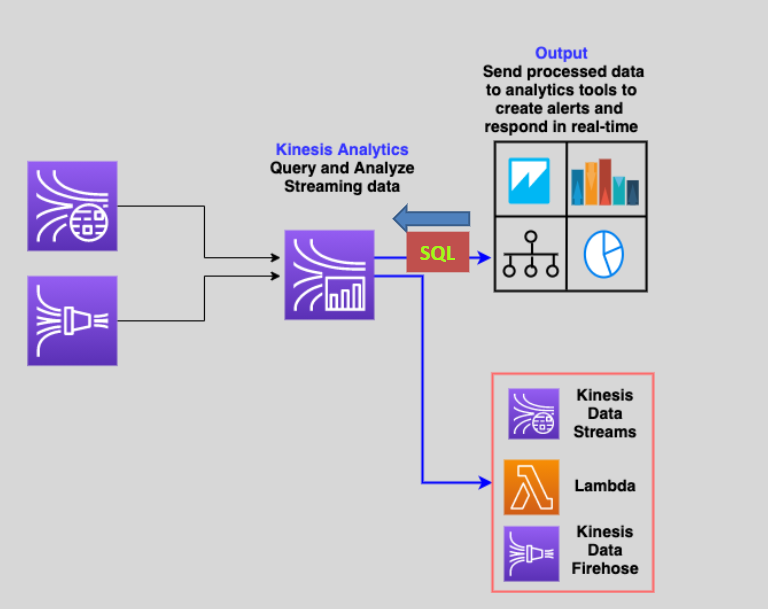 Output
Send processed data
to analytics tools to
create alerts and
respond in real-time
Kinesis Analytics
Query and Analyze
Streaming data
SQL
Kinesis
Data
Streams
Lambda
Kinesis
Data
Firehose